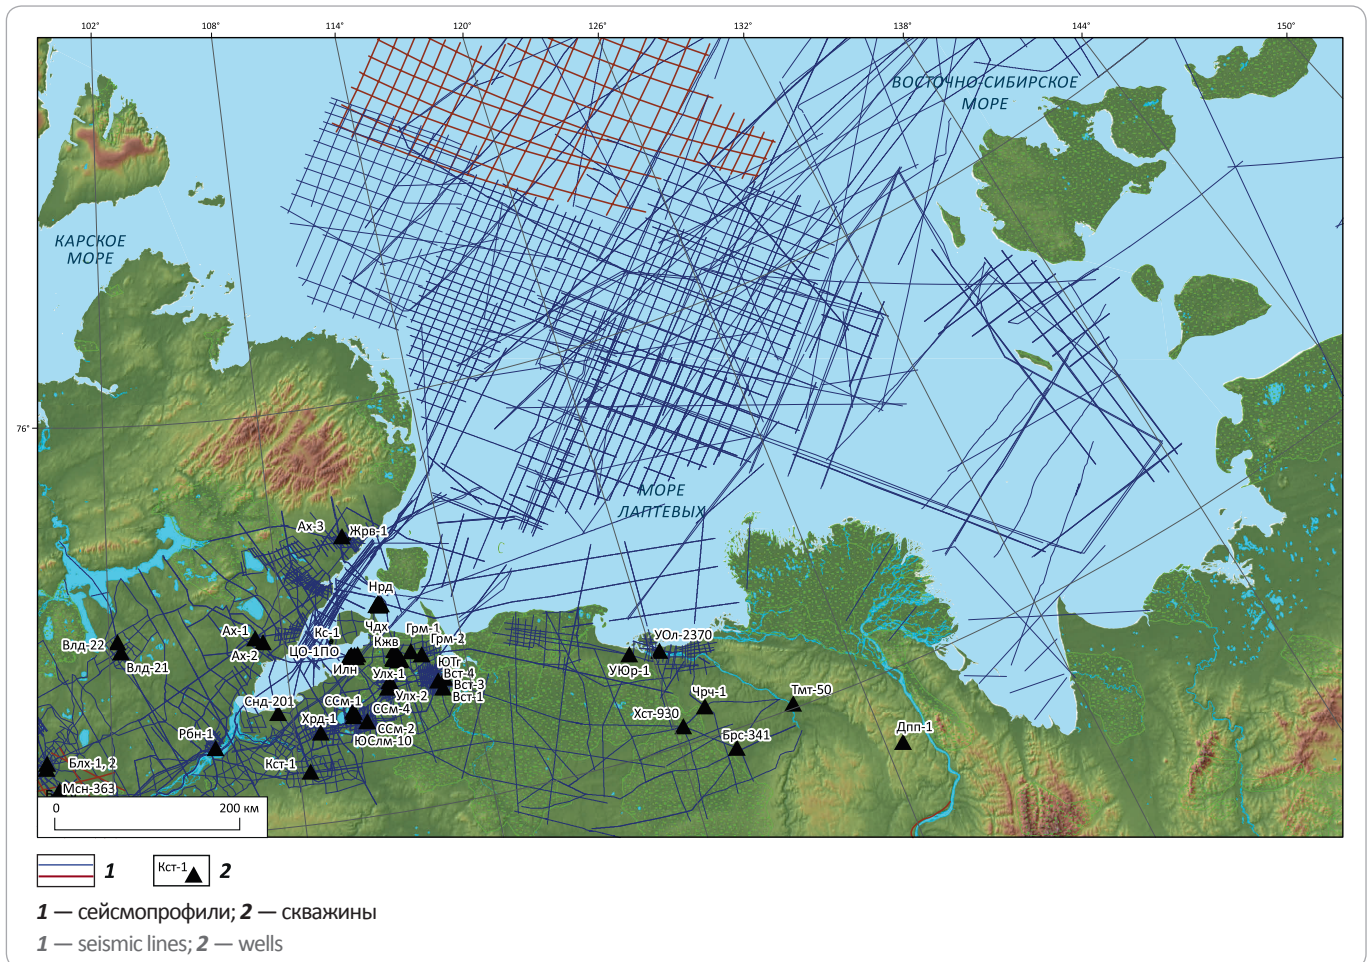 102°
108°
114°
120°
126°
132°
138°
144°
150°
76°
ВОСТОЧНО-СИБИРСКОЕ
МОРЕ
КАРСКОЕ
МОРЕ
МОРЕ
ЛАПТЕВЫХ
Ах-3
Жрв-1
Нрд
Влд-22
Влд-21
Ах-1
Ах-2
Кс-1
ЦО-1ПО
Илн
Чдх
Кжв
Грм-1
Грм-2
УОл-2370
УЮр-1
ЮТг
Вст-4
Вст-3
Вст-1
Улх-1
Улх-2
Снд-201
ССм-1
ССм-4
ССм-2
ЮСлм-10
Хрд-1
Рбн-1
Кст-1
Чрч-1
Тмт-50
Хст-930
Брс-341
Дпп-1
Блх-1, 2
Мсн-363
0
200 км
1
Кст-1
2
1 — сейсмопрофили; 2 — скважины
1 — seismic lines; 2 — wells